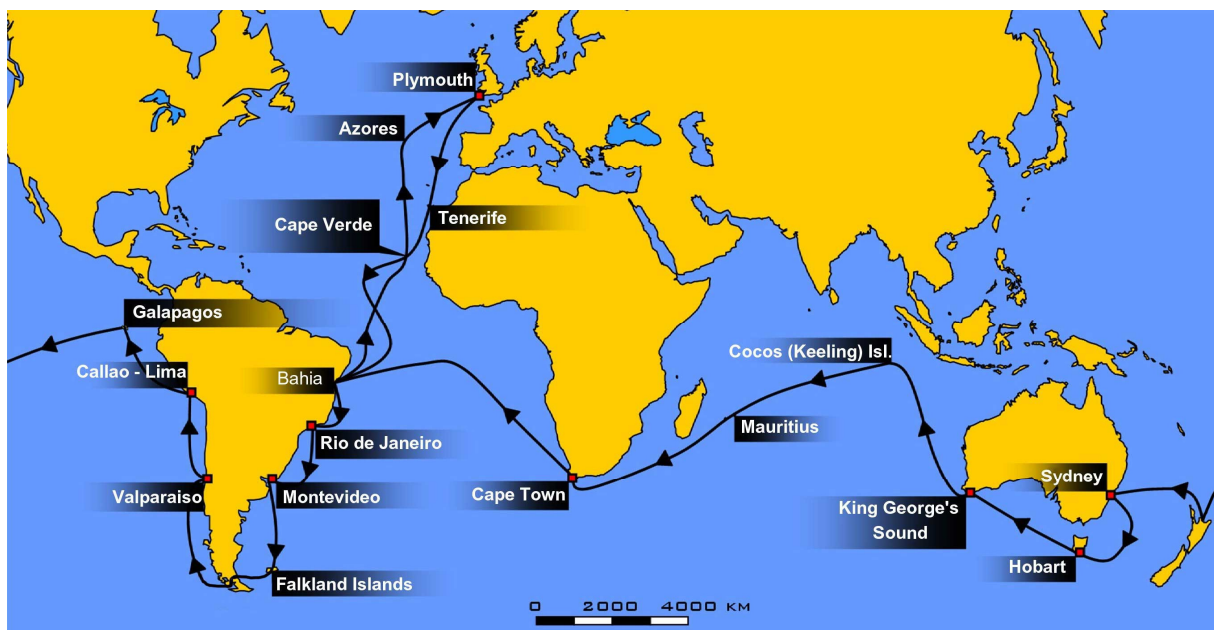 Plymouth
Azores
Cape Verde
Tenerife
Galapagos
Callao - Lima
Bahia
Cocos (Keeling) Isl.
Mauritius
Rio de Janeiro
Sydney
Valparaiso
Montevideo
Cape Town
King George's
Sound
Hobart
Falkland Islands
0 2000 4000 KM